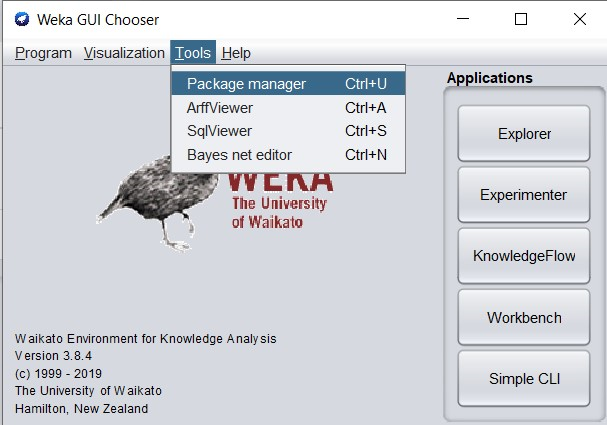 Weka GUI Chooser
Program Visualization Tools Help
Package manager Ctrl+U
ArffViewer Ctrl+A
SqlViewer Ctrl+S
Bayes net editor Ctrl+N
WEKA
The University
of Waikato
Waikato Environment for Knowledge Analysis
Version 3.8.4
(c) 1999 - 2019
The University of Waikato
Hamilton, New Zealand
Applications
Explorer
Experimenter
KnowledgeFlow
Workbench
Simple CLI